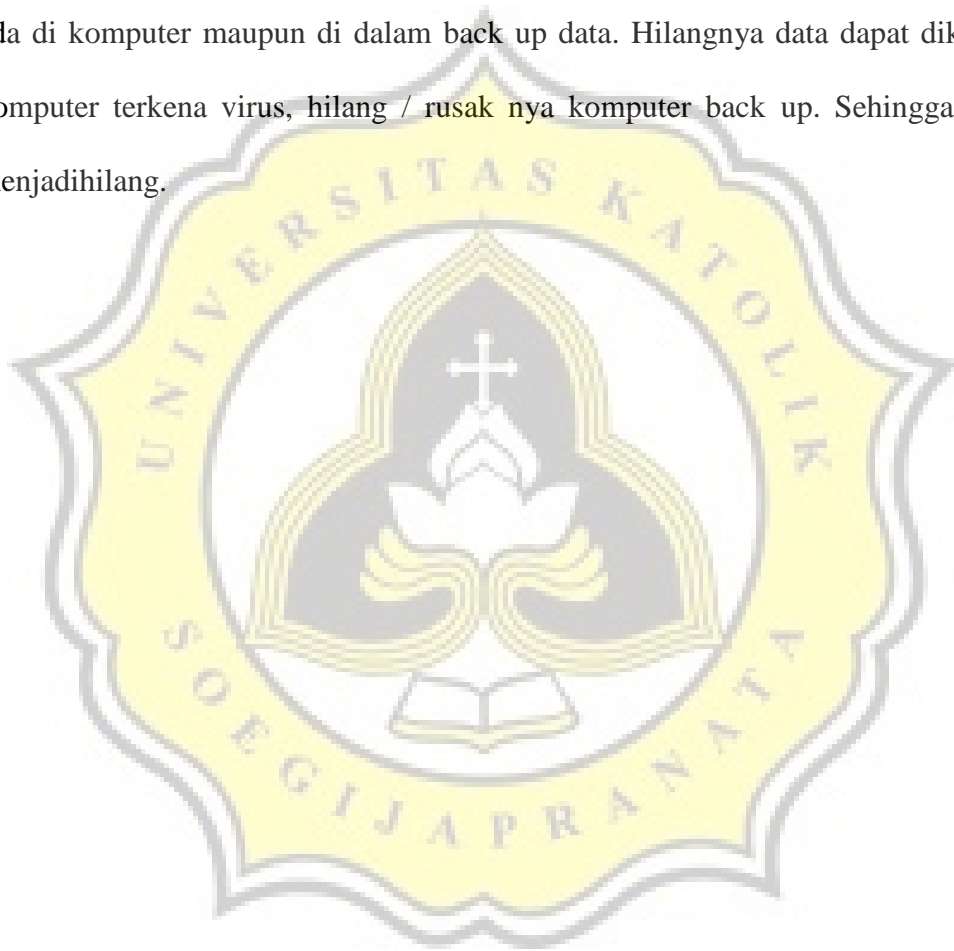 da di komputer maupun di dalam back up data. Hilangnya data dapat dik
omputer terkena virus, hilang / rusak nya komputer back up. Sehingga
enjadihilang.
UNIVERSITAS KATOLIK
SOEGIJAPRANATA